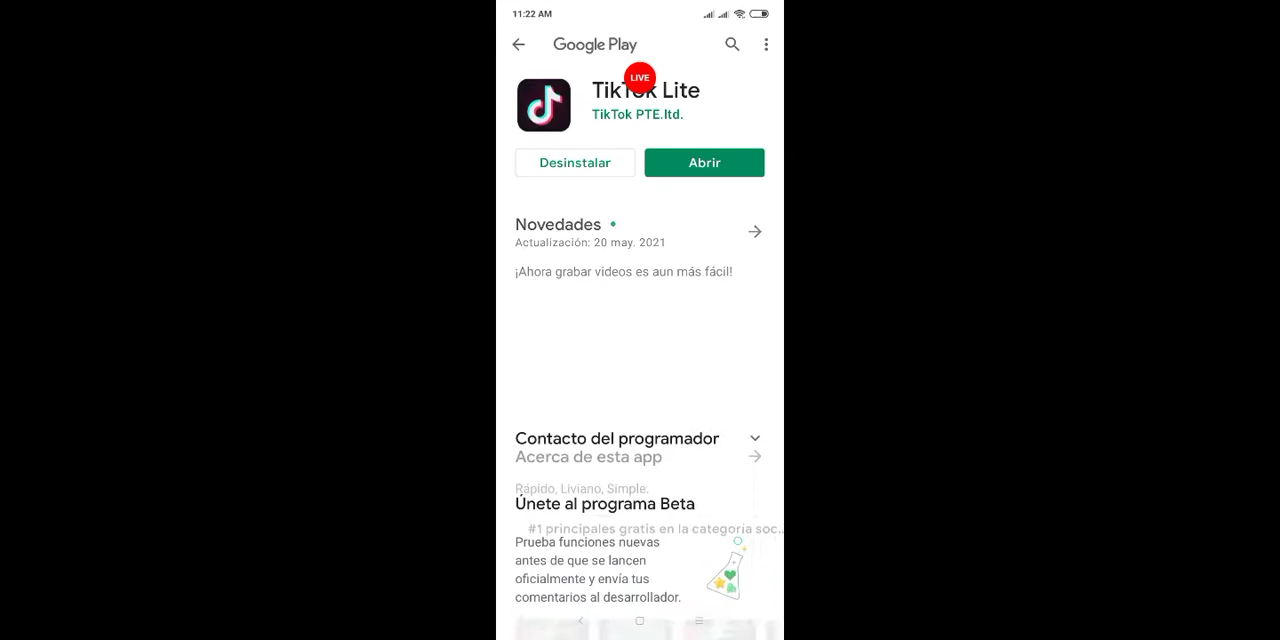 11:22 AM
Google Play
LIVE
TikTok Lite
TikTok PTE.ltd.
Desinstalar
Abrir
Novedades
Actualización: 20 may. 2021
¡Ahora grabar videos es aun más fácil!
Contacto del programador
Acerca de esta app
Rápido, Liviano, Simple.
Únete al programa Beta
#1 principales gratis en la categoría soc...
Prueba funciones nuevas
antes de que se lancen
oficialmente y envía tus
comentarios al desarrollador.